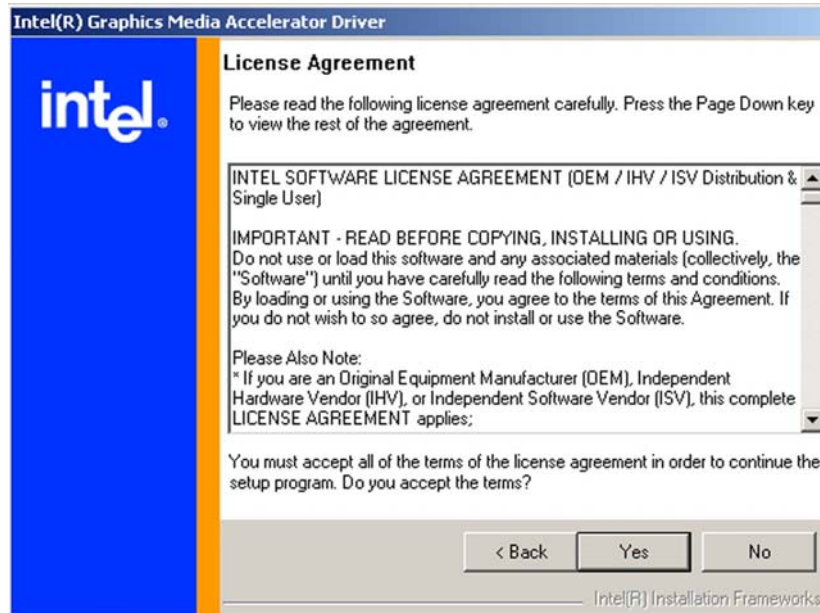 Intel(R) Graphics Media Accelerator Driver
intel®
License Agreement
Please read the following license agreement carefully. Press the Page Down key
to view the rest of the agreement.
INTEL SOFTWARE LICENSE AGREEMENT (OEM / IHV / ISV Distribution &
Single User)
IMPORTANT - READ BEFORE COPYING, INSTALLING OR USING.
Do not use or load this software and any associated materials (collectively, the
"Software") until you have carefully read the following terms and conditions.
By loading or using the Software, you agree to the terms of this Agreement. If
you do not wish to so agree, do not install or use the Software.
Please Also Note:
* If you are an Original Equipment Manufacturer (OEM), Independent
Hardware Vendor (IHV), or Independent Software Vendor (ISV), this complete
LICENSE AGREEMENT applies;
You must accept all of the terms of the license agreement in order to continue the
setup program. Do you accept the terms?
< Back Yes No
Intel(R) Installation Frameworks